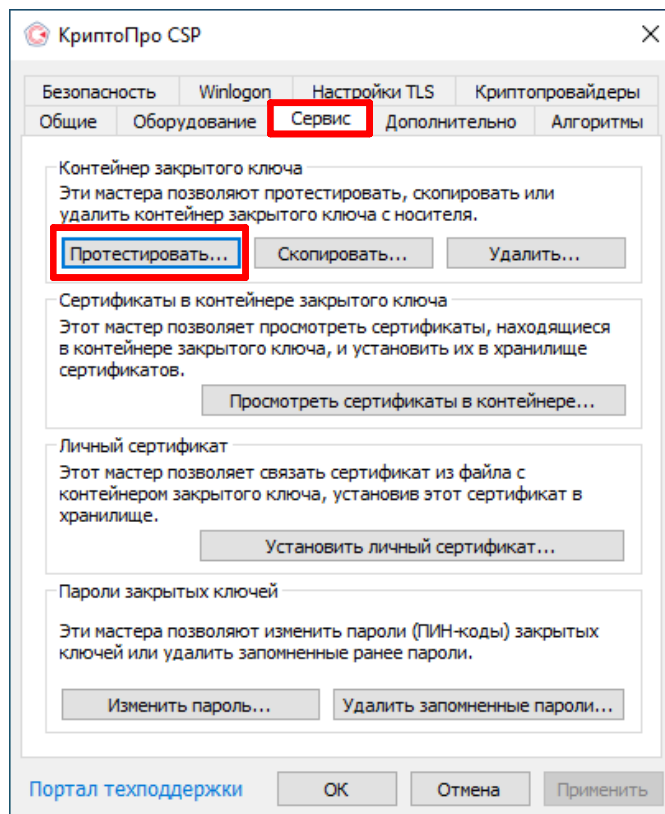 КриптоПро CSP
Безопасность Winlogon Настройки TLS Криптопровайдеры
Общие Оборудование Сервис Дополнительно Алгоритмы
Контейнер закрытого ключа
Эти мастера позволяют протестировать, скопировать или
удалить контейнер закрытого ключа с носителя.
Протестировать... Скопировать... Удалить...
Сертификаты в контейнере закрытого ключа
Этот мастер позволяет просмотреть сертификаты, находящиеся
в контейнере закрытого ключа, и установить их в хранилище
сертификатов.
Просмотреть сертификаты в контейнере...
Личный сертификат
Этот мастер позволяет связать сертификат из файла с
контейнером закрытого ключа, установив этот сертификат в
хранилище.
Установить личный сертификат...
Пароли закрытых ключей
Эти мастера позволяют изменить пароли (ПИН-коды) закрытых
ключей или удалить запомненные ранее пароли.
Изменить пароль... Удалить запомненные пароли...
Портал техподдержки ОК Отмена Применить